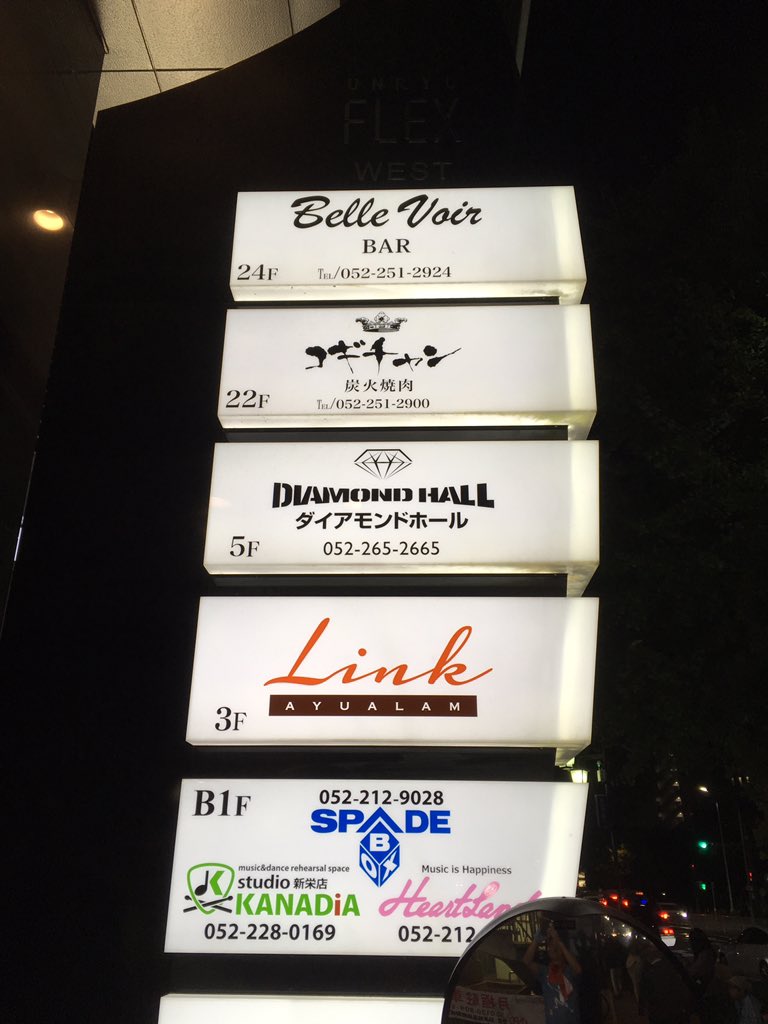 UNRYU
FLEX
WEST
Belle Voir
BAR
24F
TEL/052-251-2924
コギチャン
炭火焼肉
22F
TEL/052-251-2900
DIAMOND HALL
ダイアモンドホール
5F
052-265-2665
Link
AYUALAM
3F
B1F
052-212-9028
SPADE
BOX
music&dance rehearsal space
studio 新栄店
KANADiA
052-228-0169
Music is Happiness
HeartLand
052-212